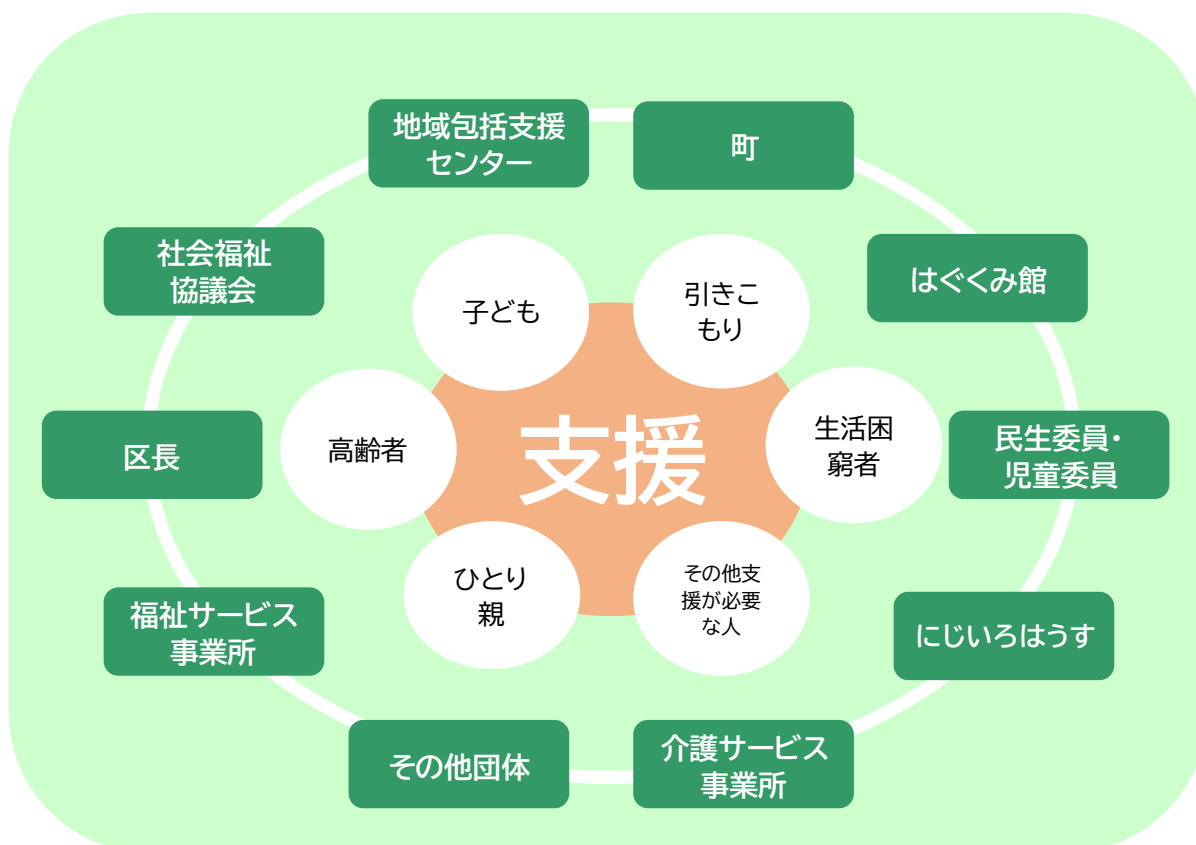 地域包括支援
センター
町
社会福祉
協議会
はぐくみ館
子ども
引きこ
もり
区長
高齢者
支援
生活困
窮者
民生委員・
児童委員
ひとり
親
その他支
援が必要
な人
福祉サービス
事業所
にじいろはうす
その他団体
介護サービス
事業所